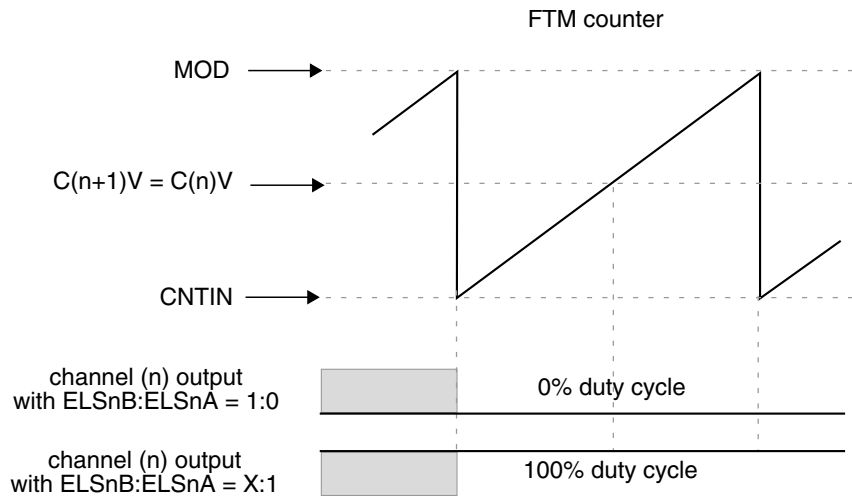 FTM counter
MOD
C(n+1)V = C(n)V
CNTIN
channel (n) output
with ELSnB:ELSnA = 1:0
0% duty cycle
channel (n) output
with ELSnB:ELSnA = X:1
100% duty cycle